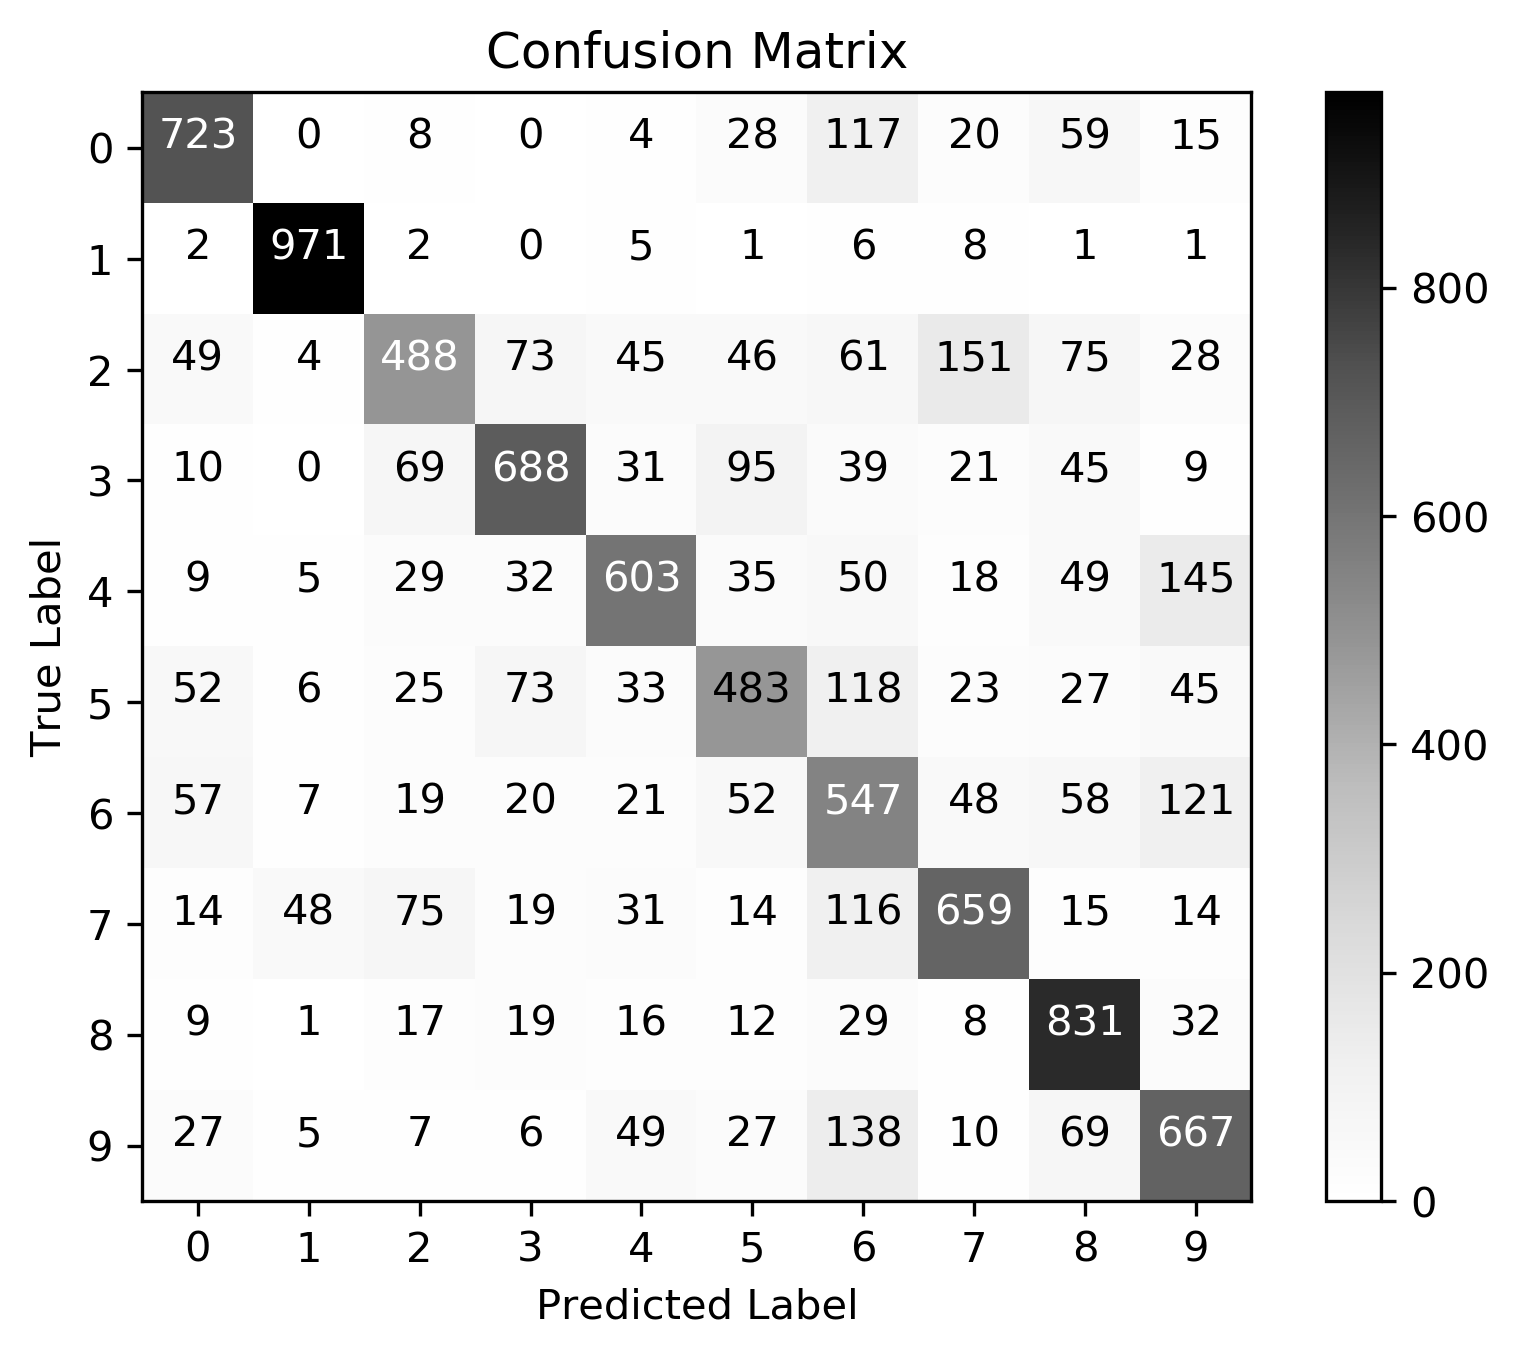 Confusion Matrix
0 723 0 8 0 4 28 117 20 59 15
1 2 971 2 0 5 1 6 8 1 1
2 49 4 488 73 45 46 61 151 75 28
3 10 0 69 688 31 95 39 21 45 9
4 9 5 29 32 603 35 50 18 49 145
5 52 6 25 73 33 483 118 23 27 45
6 57 7 19 20 21 52 547 48 58 121
7 14 48 75 19 31 14 116 659 15 14
8 9 1 17 19 16 12 29 8 831 32
9 27 5 7 6 49 27 138 10 69 667
0 1 2 3 4 5 6 7 8 9
Predicted Label
True Label
800
600
400
200
0